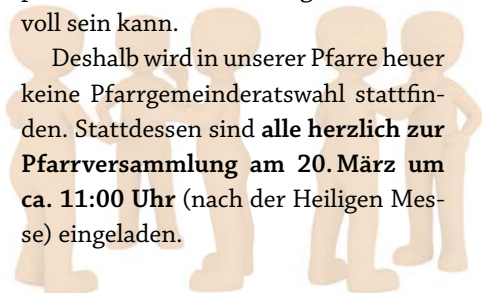 voll sein kann.
Deshalb wird in unserer Pfarre heuer
keine Pfarrgemeinderatswahl stattfin-
den. Stattdessen sind alle herzlich zur
Pfarrversammlung am 20. März um
ca. 11:00 Uhr (nach der Heiligen Mes-
se) eingeladen.